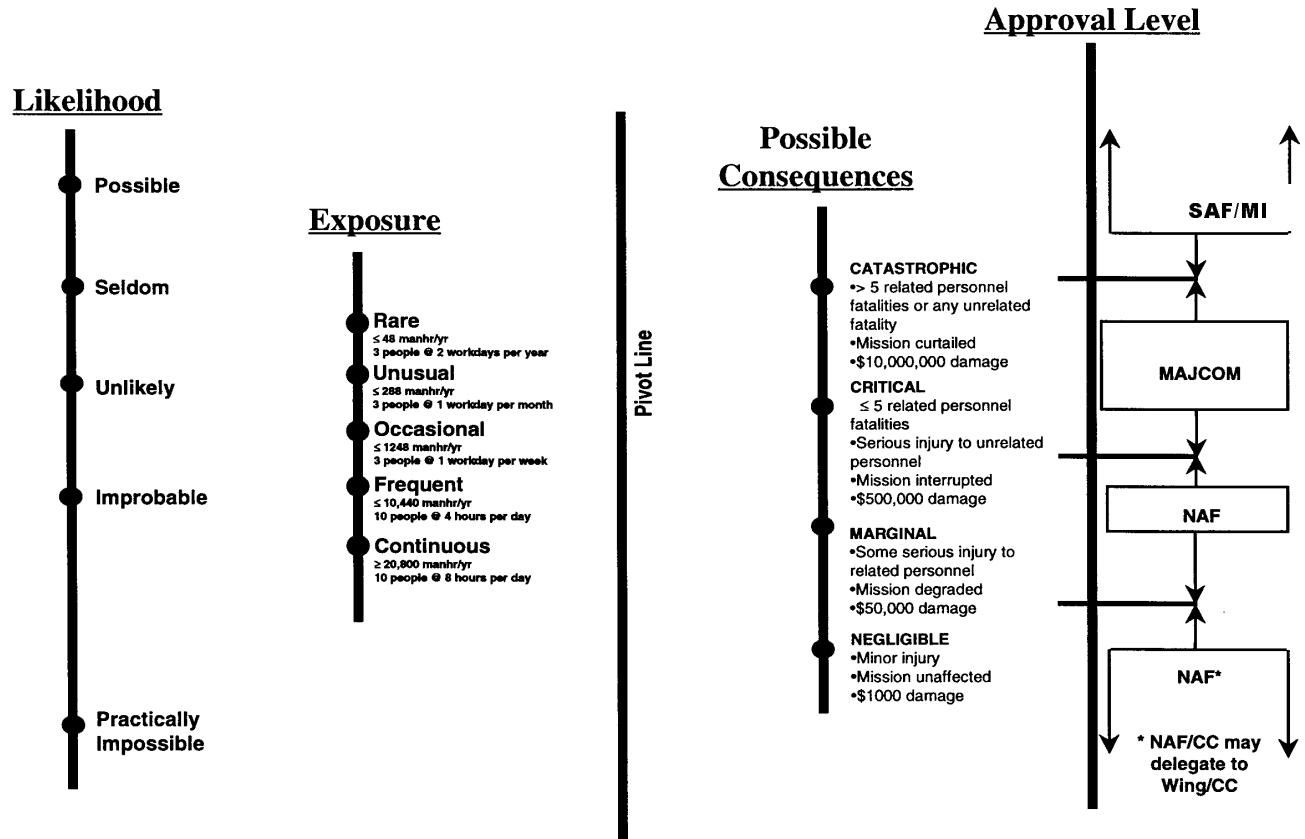 Approval Level
Likelihood
Possible
Seldom
Unlikely
Improbable
Practically
Impossible
Exposure
Rare
≤ 48 manhr/yr
3 people @ 2 workdays per year
Unusual
≤ 288 manhr/yr
3 people @ 1 workday per month
Occasional
≤ 1248 manhr/yr
3 people @ 1 workday per week
Frequent
≤ 10,440 manhr/yr
10 people @ 4 hours per day
Continuous
≥ 20,800 manhr/yr
10 people @ 8 hours per day
Pivot Line
Possible
Consequences
CATASTROPHIC
•> 5 related personnel
fatalities or any unrelated
fatality
•Mission curtailed
•$10,000,000 damage
CRITICAL
≤ 5 related personnel
fatalities
•Serious injury to unrelated
personnel
•Mission interrupted
•$500,000 damage
MARGINAL
•Some serious injury to
related personnel
•Mission degraded
•$50,000 damage
NEGLIGIBLE
•Minor injury
•Mission unaffected
•$1000 damage
SAF/MI
MAJCOM
NAF
NAF*
* NAF/CC may
delegate to
Wing/CC